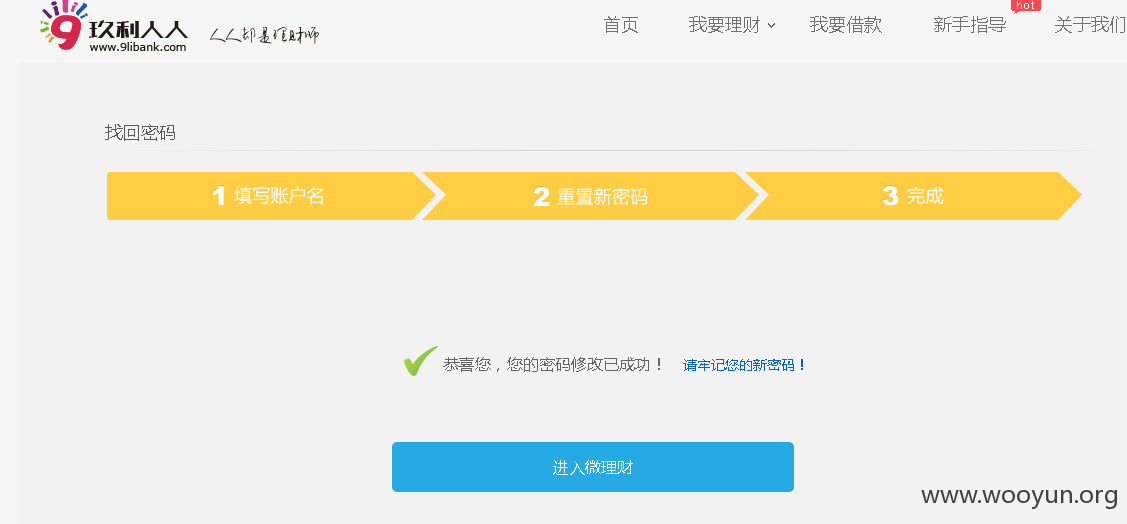 9 玖利人人
www.9libank.com
人人都是理财师
首页 我要理财 我要借款 新手指导 hot 关于我们
找回密码
1 填写账户名 2 重置新密码 3 完成
恭喜您，您的密码修改已成功！ 请牢记您的新密码！
进入微理财
www.wooyun.org